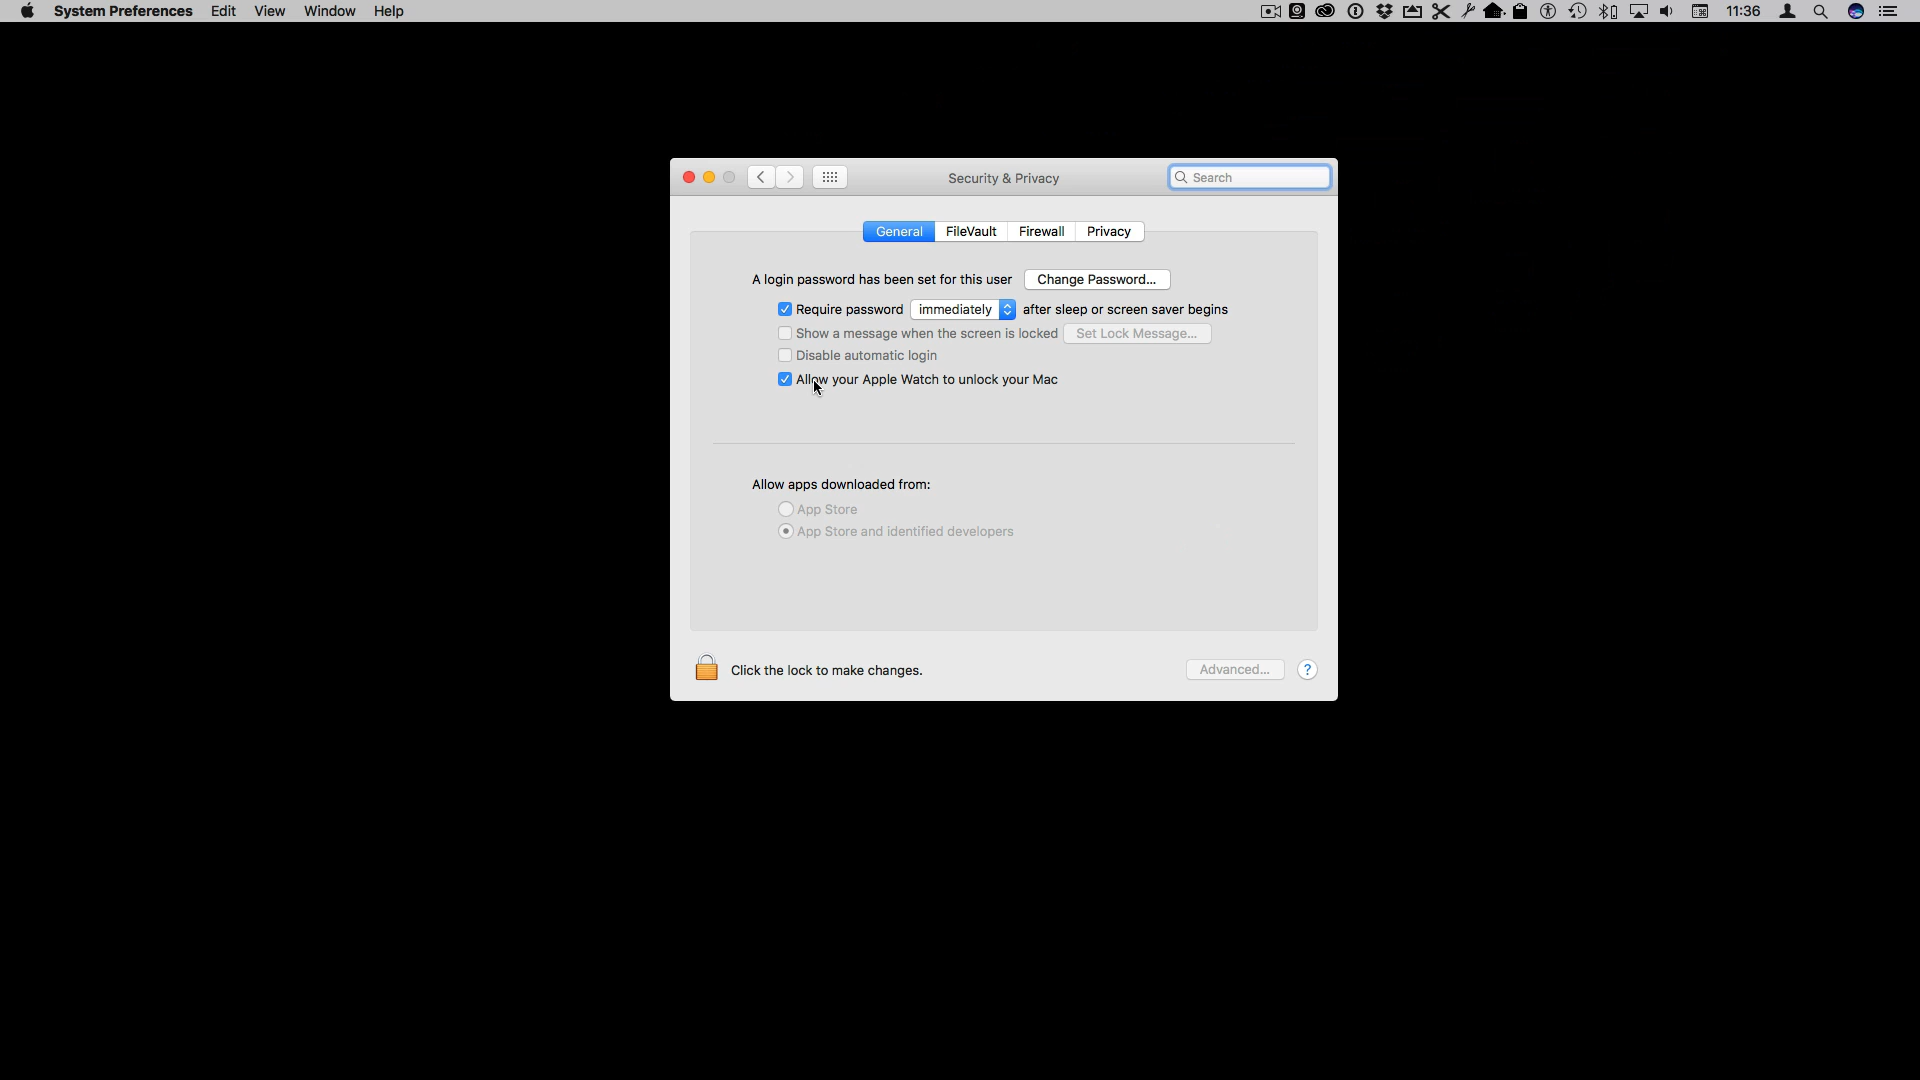 System Preferences Edit View Window Help 11:36
Security & Privacy Search
General FileVault Firewall Privacy
A login password has been set for this user Change Password...
Require password immediately after sleep or screen saver begins
Show a message when the screen is locked Set Lock Message...
Disable automatic login
Allow your Apple Watch to unlock your Mac
Allow apps downloaded from:
App Store
App Store and identified developers
Click the lock to make changes. Advanced... ?